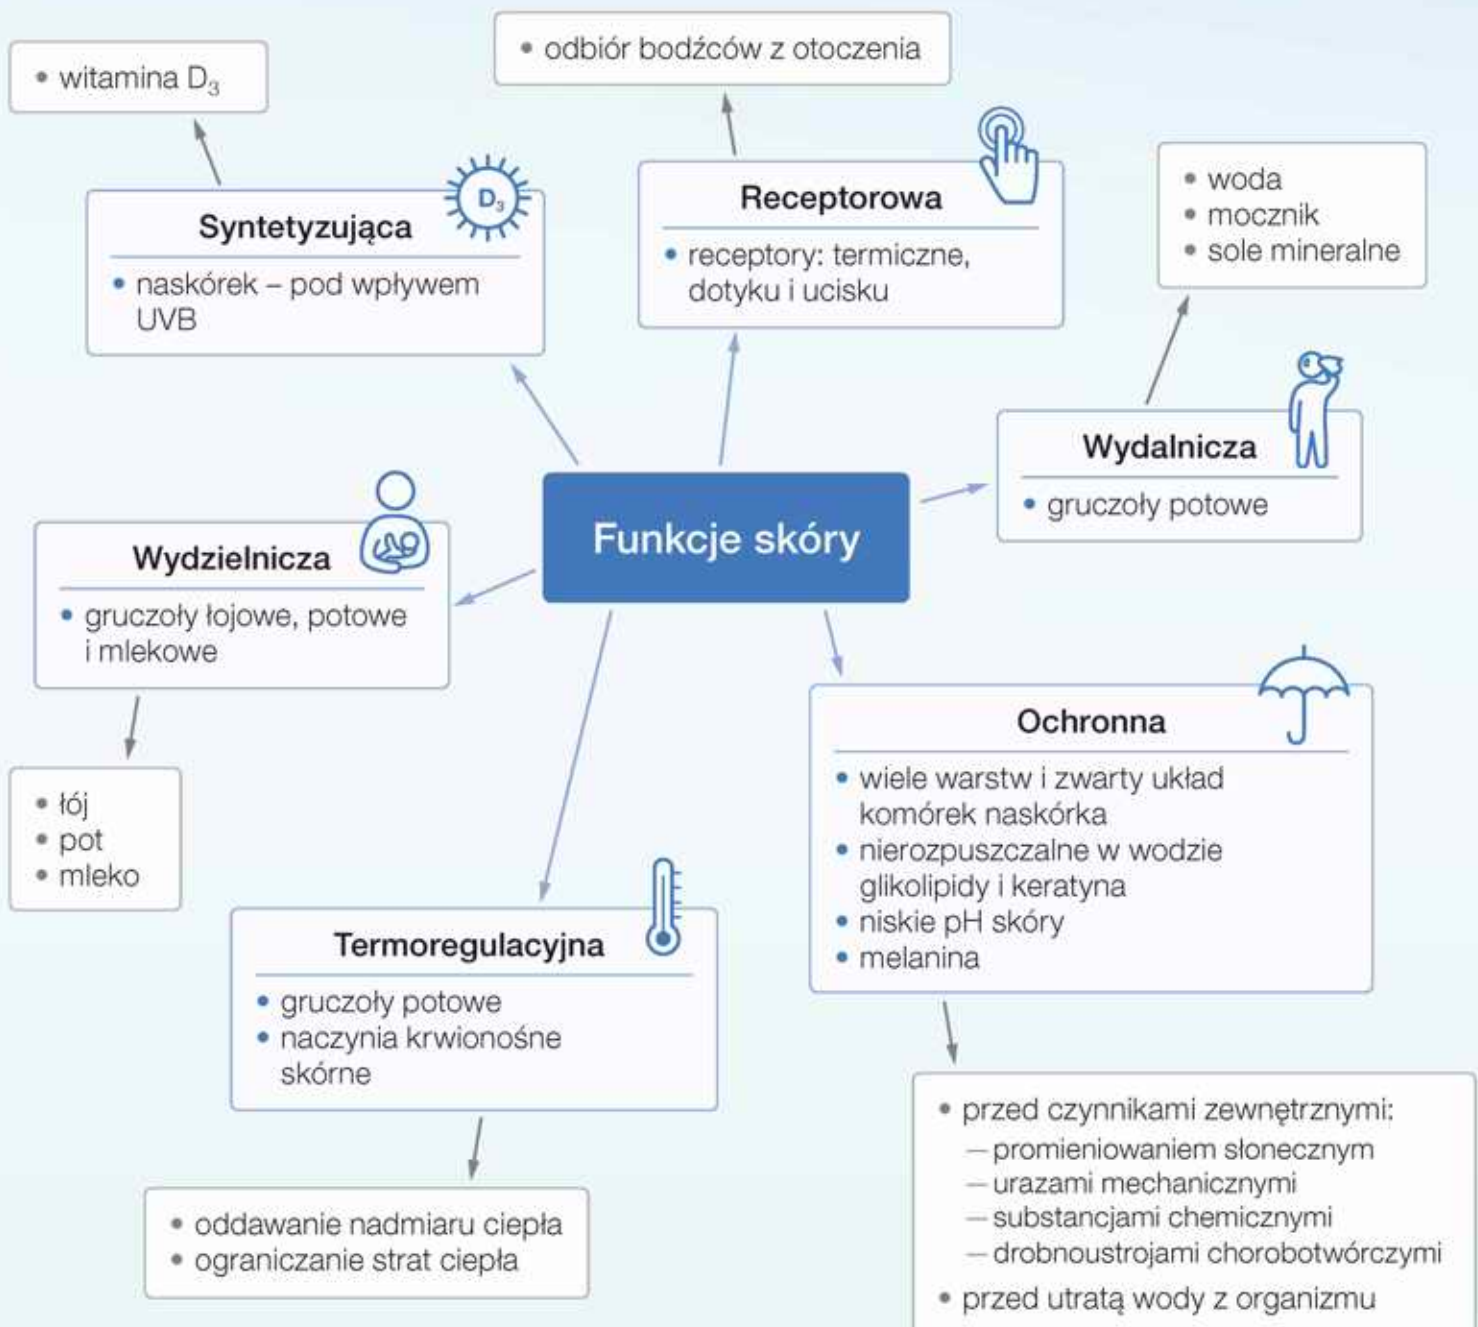 witamina D₃
odbiór bodźców z otoczenia
D₃
Syntetyzująca
naskórek – pod wpływem
UVB
Receptorowa
receptory: termiczne,
dotyku i ucisku
woda
mocznik
sole mineralne
Wydalnicza
gruczoły potowe
Funkcje skóry
Wydzielnicza
gruczoły łojowe, potowe
i mlekowe
łój
pot
mleko
Termoregulacyjna
gruczoły potowe
naczynia krwionośne
skórne
oddawanie nadmiaru ciepła
ograniczanie strat ciepła
Ochronna
wiele warstw i zwarty układ
komórek naskórka
nierozpuszczalne w wodzie
glikolipidy i keratyna
niskie pH skóry
melanina
przed czynnikami zewnętrznymi:
— promieniowaniem słonecznym
— urazami mechanicznymi
— substancjami chemicznymi
— drobnoustrojami chorobotwórczymi
przed utratą wody z organizmu